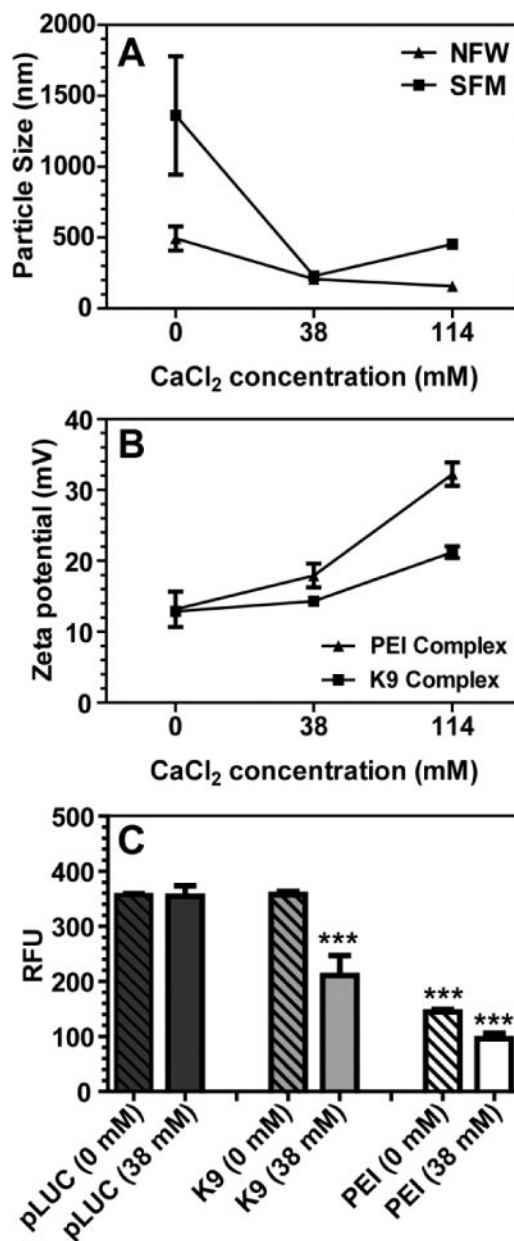 A
NFW
SFM
Particle Size (nm)
2000
1500
1000
500
0
0 38 114
CaCl₂ concentration (mM)
B
Zeta potential (mV)
40
30
20
10
0
PEI Complex
K9 Complex
0 38 114
CaCl₂ concentration (mM)
C
RFU
500
400
300
200
100
0
***
***
***
pLUC (0 mM)
pLUC (38 mM)
K9 (0 mM)
K9 (38 mM)
PEI (0 mM)
PEI (38 mM)